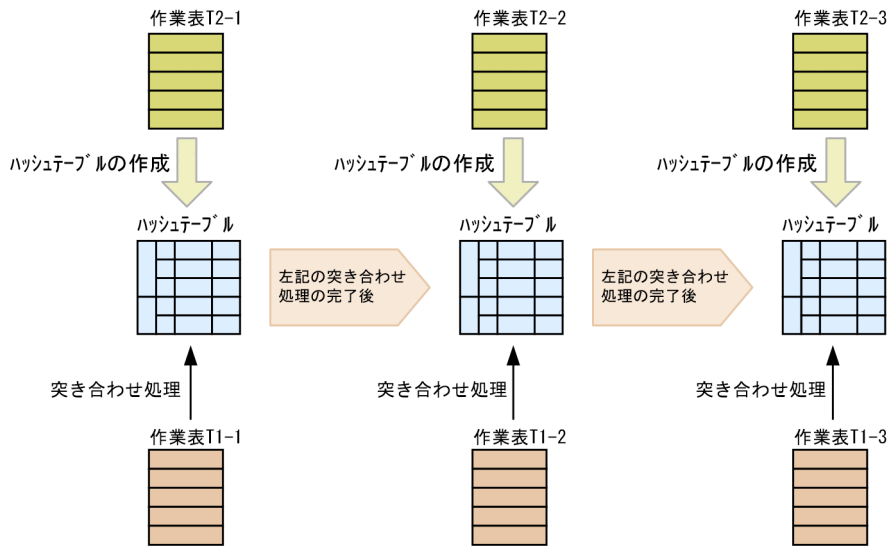 作業表T2-1
作業表T2-2
作業表T2-3
ﾊｯｼｭﾃｰﾌﾞﾙの作成
ﾊｯｼｭﾃｰﾌﾞﾙの作成
ﾊｯｼｭﾃｰﾌﾞﾙの作成
ﾊｯｼｭﾃｰﾌﾞﾙ
ﾊｯｼｭﾃｰﾌﾞﾙ
ﾊｯｼｭﾃｰﾌﾞﾙ
左記の突き合わせ
処理の完了後
左記の突き合わせ
処理の完了後
突き合わせ処理
突き合わせ処理
突き合わせ処理
作業表T1-1
作業表T1-2
作業表T1-3